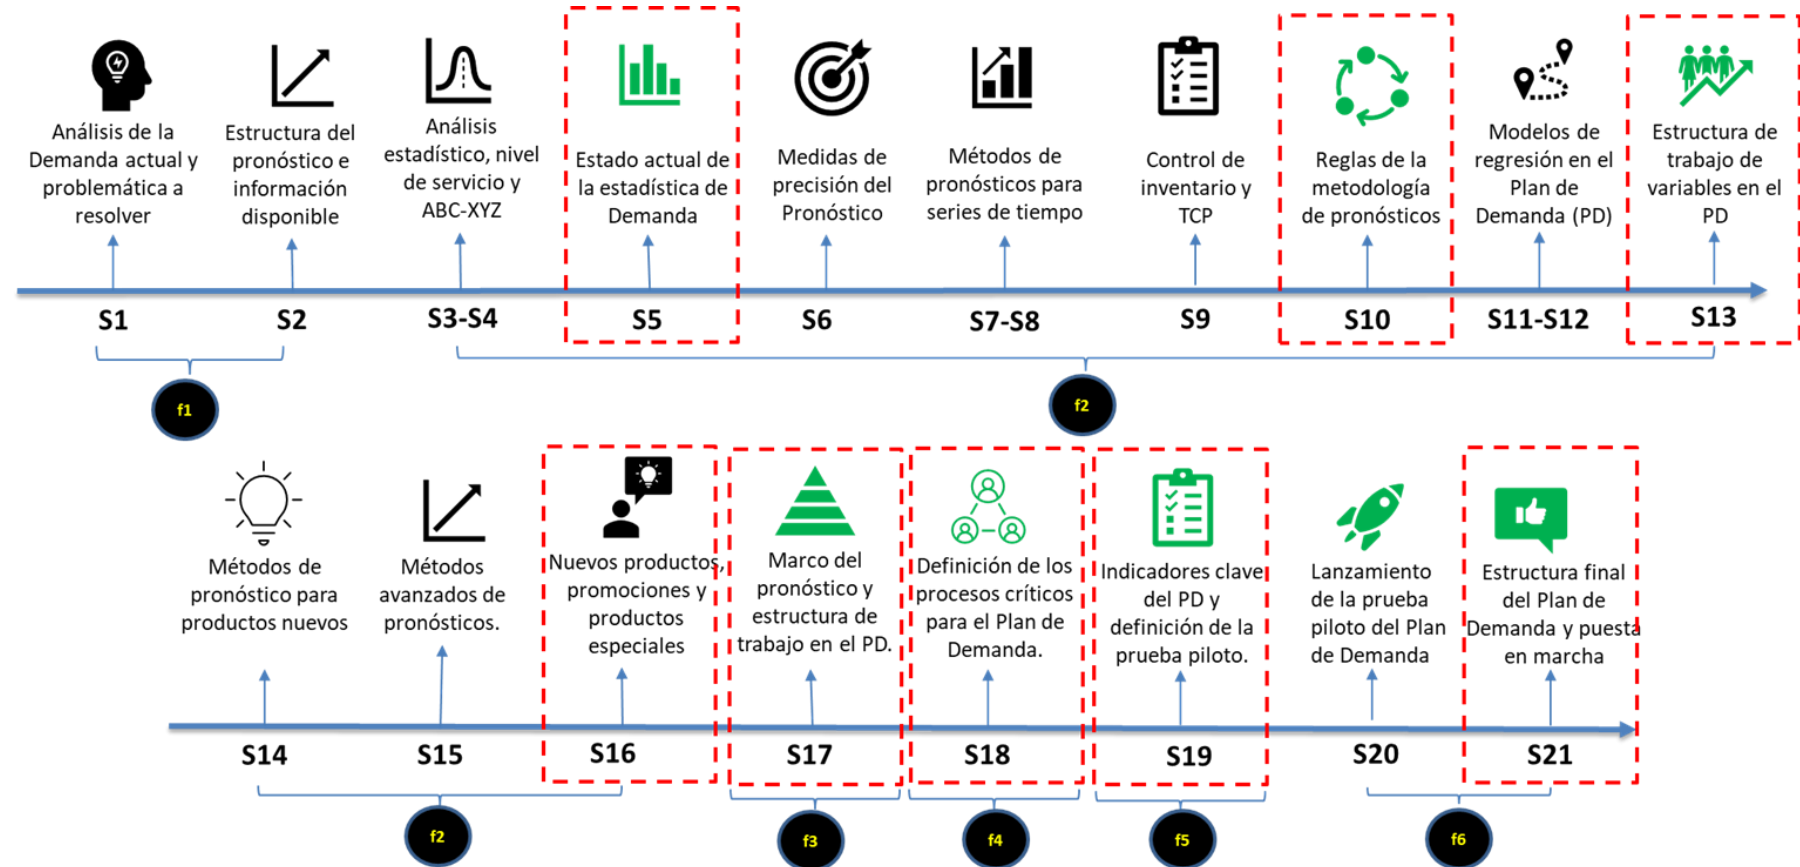 Análisis de la
Demanda actual y
problemática a
resolver
Estructura del
pronóstico e
información
disponible
Análisis
estadístico, nivel
de servicio y
ABC-XYZ
Estado actual de
la estadística de
Demanda
Medidas de
precisión del
Pronóstico
Métodos de
pronósticos para
series de tiempo
Control de
inventario y
TCP
Reglas de la
metodología
de pronósticos
Modelos de
regresión en el
Plan de
Demanda (PD)
Estructura de
trabajo de
variables en el
PD
S1
S2
S3-S4
S5
S6
S7-S8
S9
S10
S11-S12
S13
f1
f2
Métodos de
pronóstico para
productos nuevos
Métodos
avanzados de
pronósticos.
Nuevos productos,
promociones y
productos
especiales
Marco del
pronóstico y
estructura de
trabajo en el PD.
Definición de los
procesos críticos
para el Plan de
Demanda.
Indicadores clave
del PD y
definición de la
prueba piloto.
Lanzamiento
de la prueba
piloto del Plan
de Demanda
Estructura final
del Plan de
Demanda y puesta
en marcha
S14
S15
S16
S17
S18
S19
S20
S21
f2
f3
f4
f5
f6